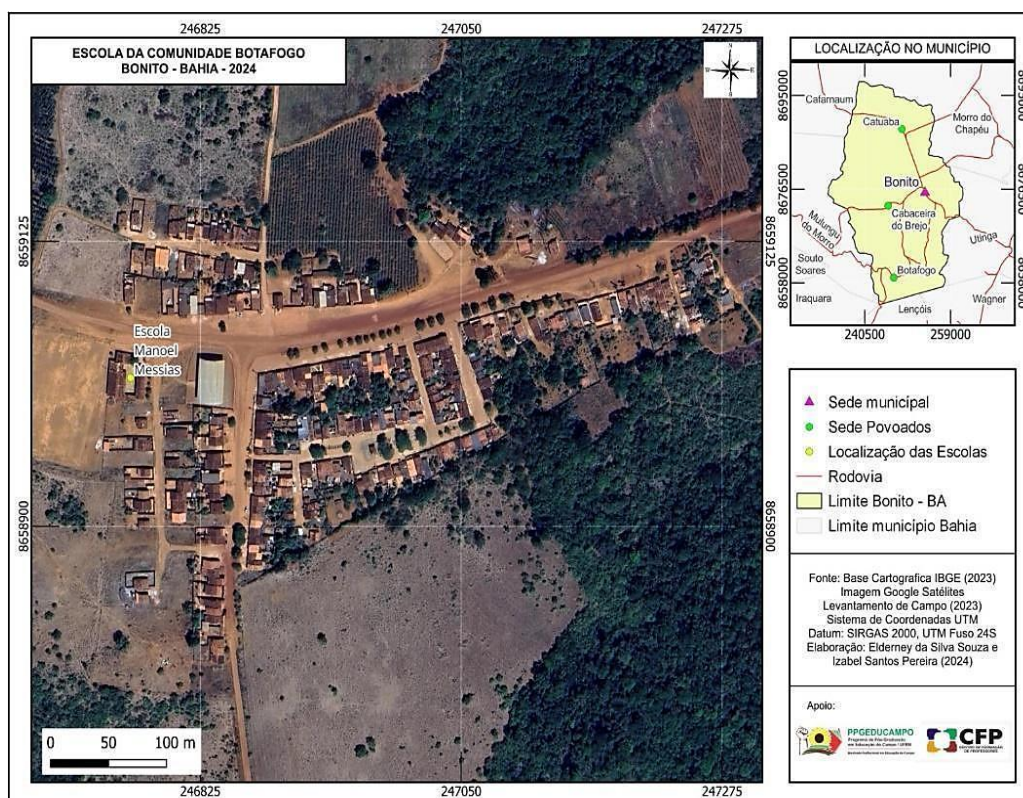 ESCOLA DA COMUNIDADE BOTAFOGO
BONITO - BAHIA - 2024
246825
247050
247275
8659125
8659125
8658900
8658900
246825
247050
247275
Escola
Manoel
Messias
0 50 100 m
LOCALIZAÇÃO NO MUNICÍPIO
8695000
8695000
8676500
8676500
8658000
8658000
Cafarnaum
Catuaba
Morro do
Chapéu
Bonito
Cabaceira
do Brejo
Mulungu
do Morro
Utinga
Souto
Soares
Botafogo
Iraquara
Lençóis
Wagner
240500
259000
Sede municipal
Sede Povoados
Localização das Escolas
Rodovia
Limite Bonito - BA
Limite município Bahia
Fonte: Base Cartografica IBGE (2023)
Imagem Google Satélites
Levantamento de Campo (2023)
Sistema de Coordenadas UTM
Datum: SIRGAS 2000, UTM Fuso 24S
Elaboração: Elderney da Silva Souza e
Izabel Santos Pereira (2024)
Apoio:
PPGEDUCAMPO
CFP